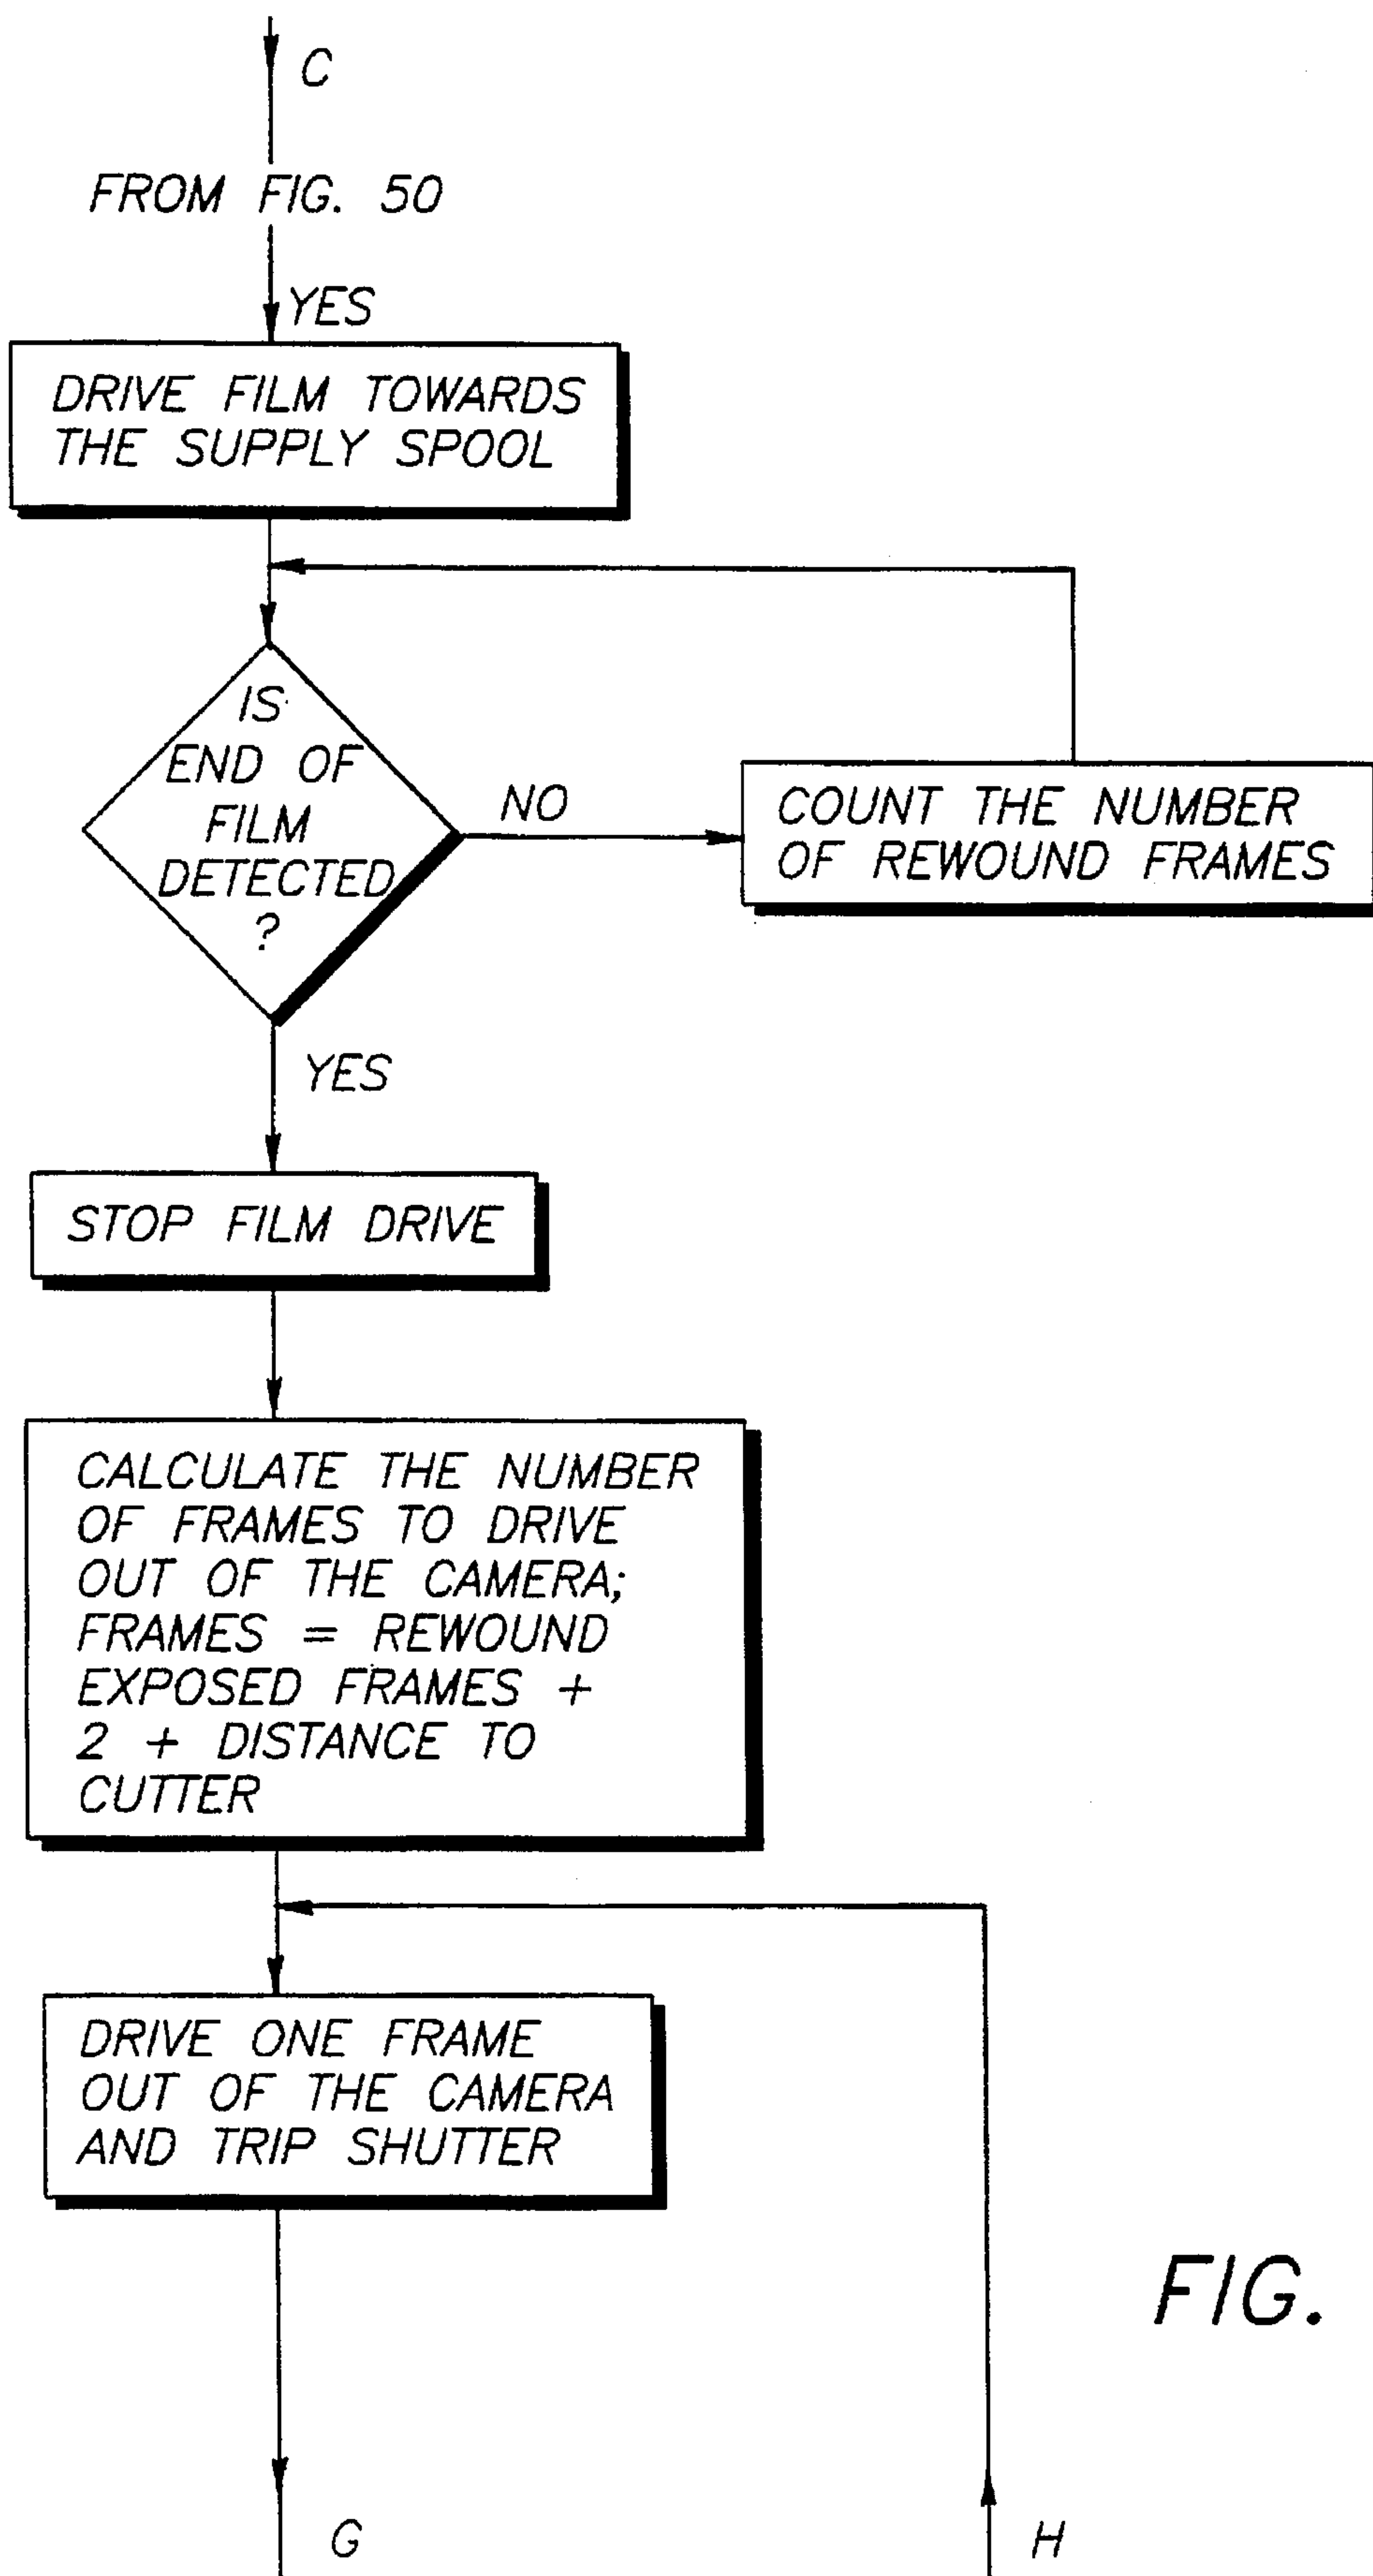 C
FROM FIG. 50
YES
DRIVE FILM TOWARDS
THE SUPPLY SPOOL
IS
END OF
FILM
DETECTED
?
NO
COUNT THE NUMBER
OF REWOUND FRAMES
YES
STOP FILM DRIVE
CALCULATE THE NUMBER
OF FRAMES TO DRIVE
OUT OF THE CAMERA;
FRAMES = REWOUND
EXPOSED FRAMES +
2 + DISTANCE TO
CUTTER
DRIVE ONE FRAME
OUT OF THE CAMERA
AND TRIP SHUTTER
FIG.
G
H